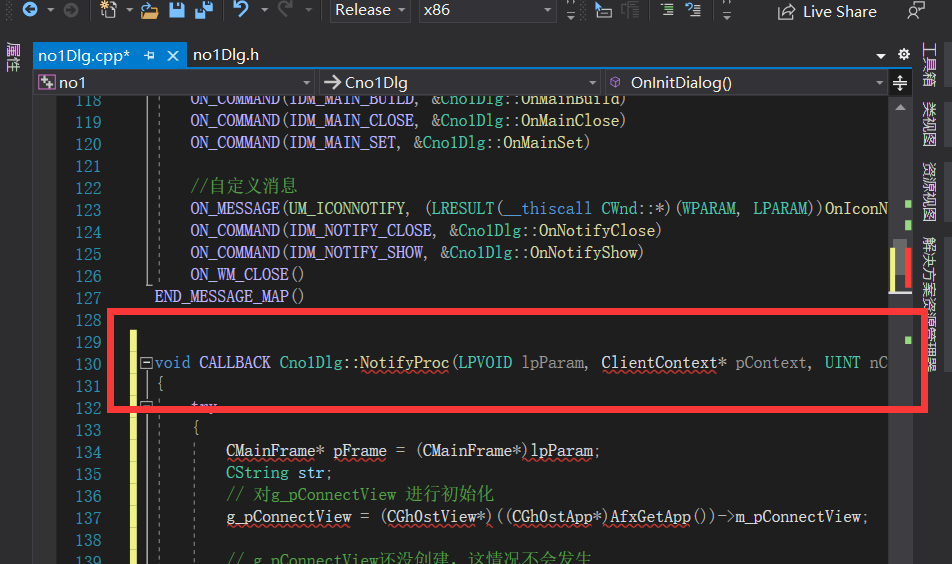 Release
x86
Live Share
属性
no1Dlg.cpp*
no1Dlg.h
no1
Cno1Dlg
OnInitDialog()
118 ON_COMMAND(IDM_MAIN_BUILD, &Cno1Dlg::OnMainBuild)
119 ON_COMMAND(IDM_MAIN_CLOSE, &Cno1Dlg::OnMainClose)
120 ON_COMMAND(IDM_MAIN_SET, &Cno1Dlg::OnMainSet)
121
122 //自定义消息
123 ON_MESSAGE(UM_ICONNOTIFY, (LRESULT(__thiscall CWnd::*)(WPARAM, LPARAM))OnIconN
124 ON_COMMAND(IDM_NOTIFY_CLOSE, &Cno1Dlg::OnNotifyClose)
125 ON_COMMAND(IDM_NOTIFY_SHOW, &Cno1Dlg::OnNotifyShow)
126 ON_WM_CLOSE()
127 END_MESSAGE_MAP()
128
129
130 void CALLBACK Cno1Dlg::NotifyProc(LPVOID lpParam, ClientContext* pContext, UINT nC
131 {
132 try
133 {
134 CMainFrame* pFrame = (CMainFrame*)lpParam;
135 CString str;
136 // 对g_pConnectView 进行初始化
137 g_pConnectView = (CGh0stView*)((CGh0stApp*)AfxGetApp())->m_pConnectView;
138
139 // g_pConnectView还没创建，这情况不会发生
工具箱
类视图
资源视图
解决方案资源管理器